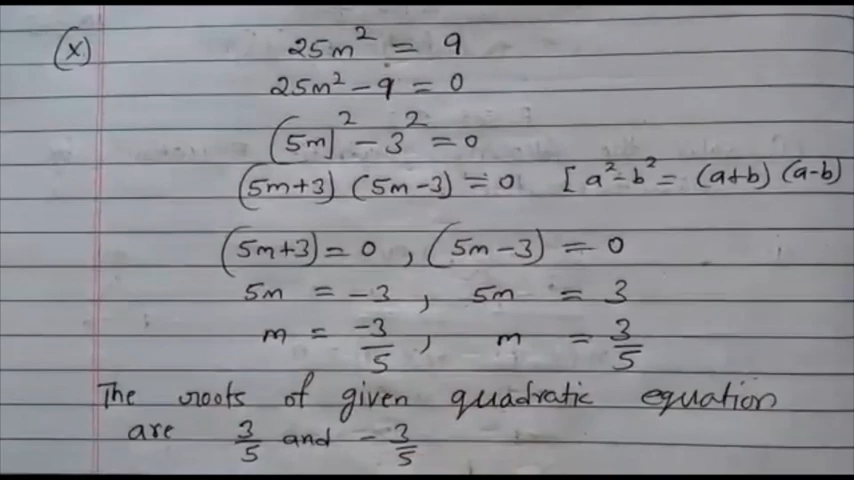 (x) 25m² = 9
25m² - 9 = 0
(5m)² - 3² = 0
(5m+3) (5m-3) = 0 [a² - b² = (a+b) (a-b)
(5m+3) = 0 , (5m-3) = 0
5m = -3 , 5m = 3
m = -3/5 , m = 3/5
The roots of given quadratic equation
are 3/5 and -3/5